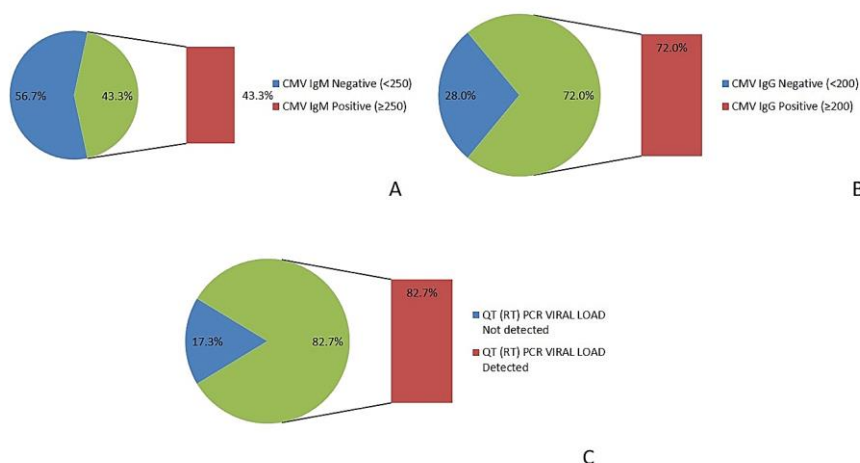 56.7%
43.3%
43.3%
CMV IgM Negative (<250)
CMV IgM Positive (≥250)
A
28.0%
72.0%
72.0%
CMV IgG Negative (<200)
CMV IgG Positive (≥200)
B
17.3%
82.7%
82.7%
QT (RT) PCR VIRAL LOAD
Not detected
QT (RT) PCR VIRAL LOAD
Detected
C